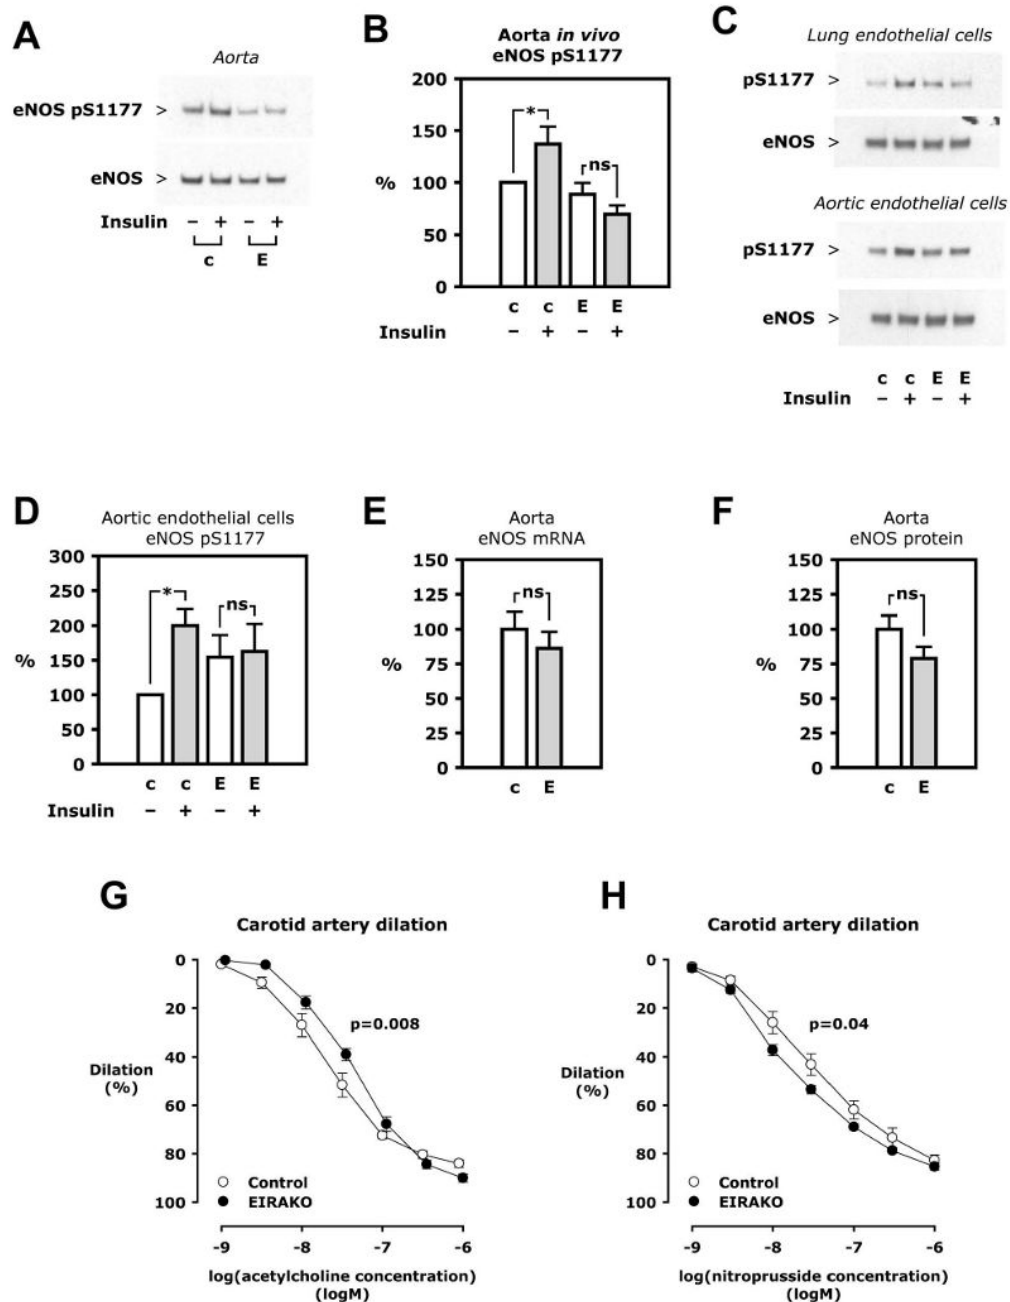 A
Aorta
eNOS pS1177 >
eNOS >
Insulin − + − +
c E
B
Aorta in vivo
eNOS pS1177
200
150
100
50
0
%
*
ns
c c E E
Insulin − + − +
C
Lung endothelial cells
pS1177 >
eNOS >
Aortic endothelial cells
pS1177 >
eNOS >
c c E E
Insulin − + − +
D
Aortic endothelial cells
eNOS pS1177
300
250
200
150
100
50
0
%
*
ns
c c E E
Insulin − + − +
E
Aorta
eNOS mRNA
150
125
100
75
50
25
0
%
ns
c E
F
Aorta
eNOS protein
150
125
100
75
50
25
0
%
ns
c E
G
Carotid artery dilation
0
20
40
60
80
100
Dilation
(%)
p=0.008
Control
EIRAKO
-9 -8 -7 -6
log(acetylcholine concentration)
(logM)
H
Carotid artery dilation
0
20
40
60
80
100
Dilation
(%)
p=0.04
Control
EIRAKO
-9 -8 -7 -6
log(nitroprusside concentration)
(logM)